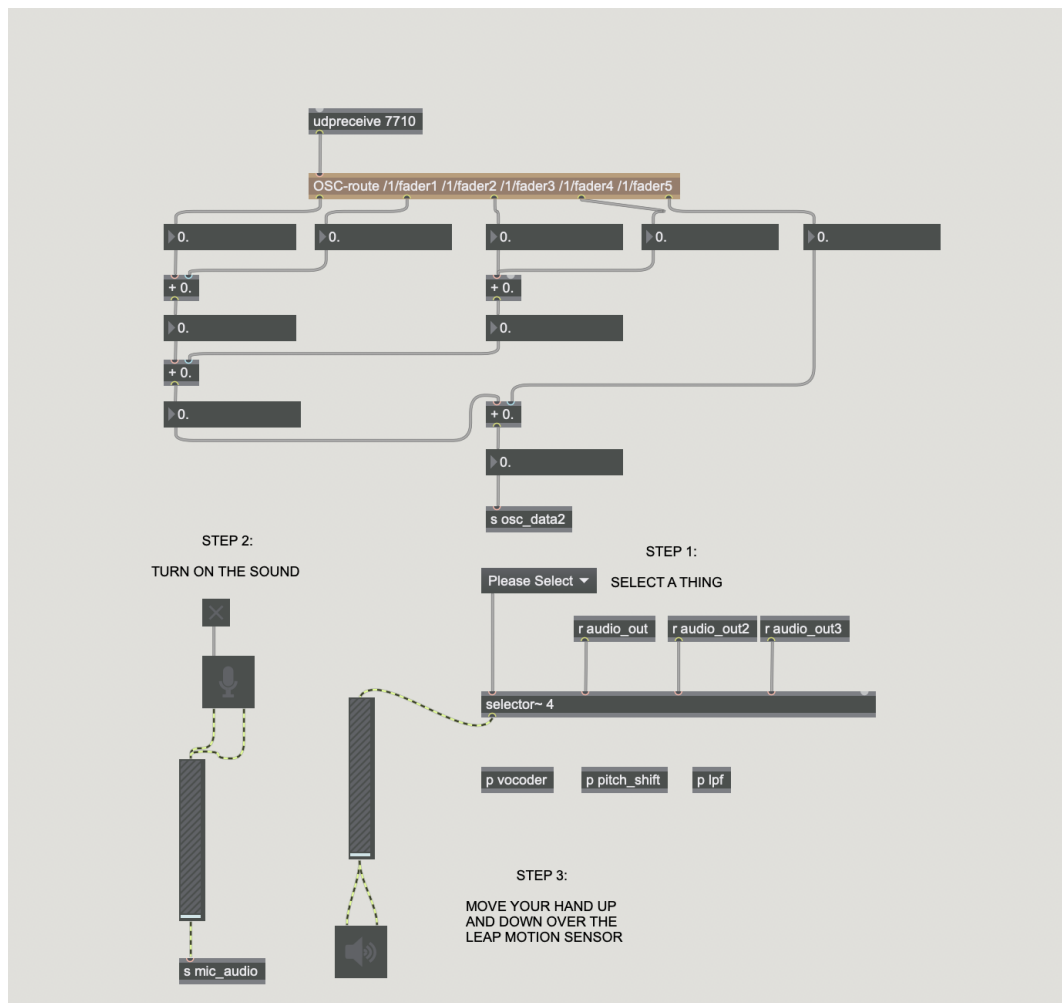 udpreceive 7710
OSC-route /1/fader1 /1/fader2 /1/fader3 /1/fader4 /1/fader5
0.
0.
0.
0.
0.
+ 0.
+ 0.
0.
0.
+ 0.
0.
+ 0.
0.
s osc_data2
STEP 2:
TURN ON THE SOUND
STEP 1:
Please Select
SELECT A THING
r audio_out
r audio_out2
r audio_out3
selector~ 4
p vocoder
p pitch_shift
p lpf
STEP 3:
MOVE YOUR HAND UP
AND DOWN OVER THE
LEAP MOTION SENSOR
s mic_audio